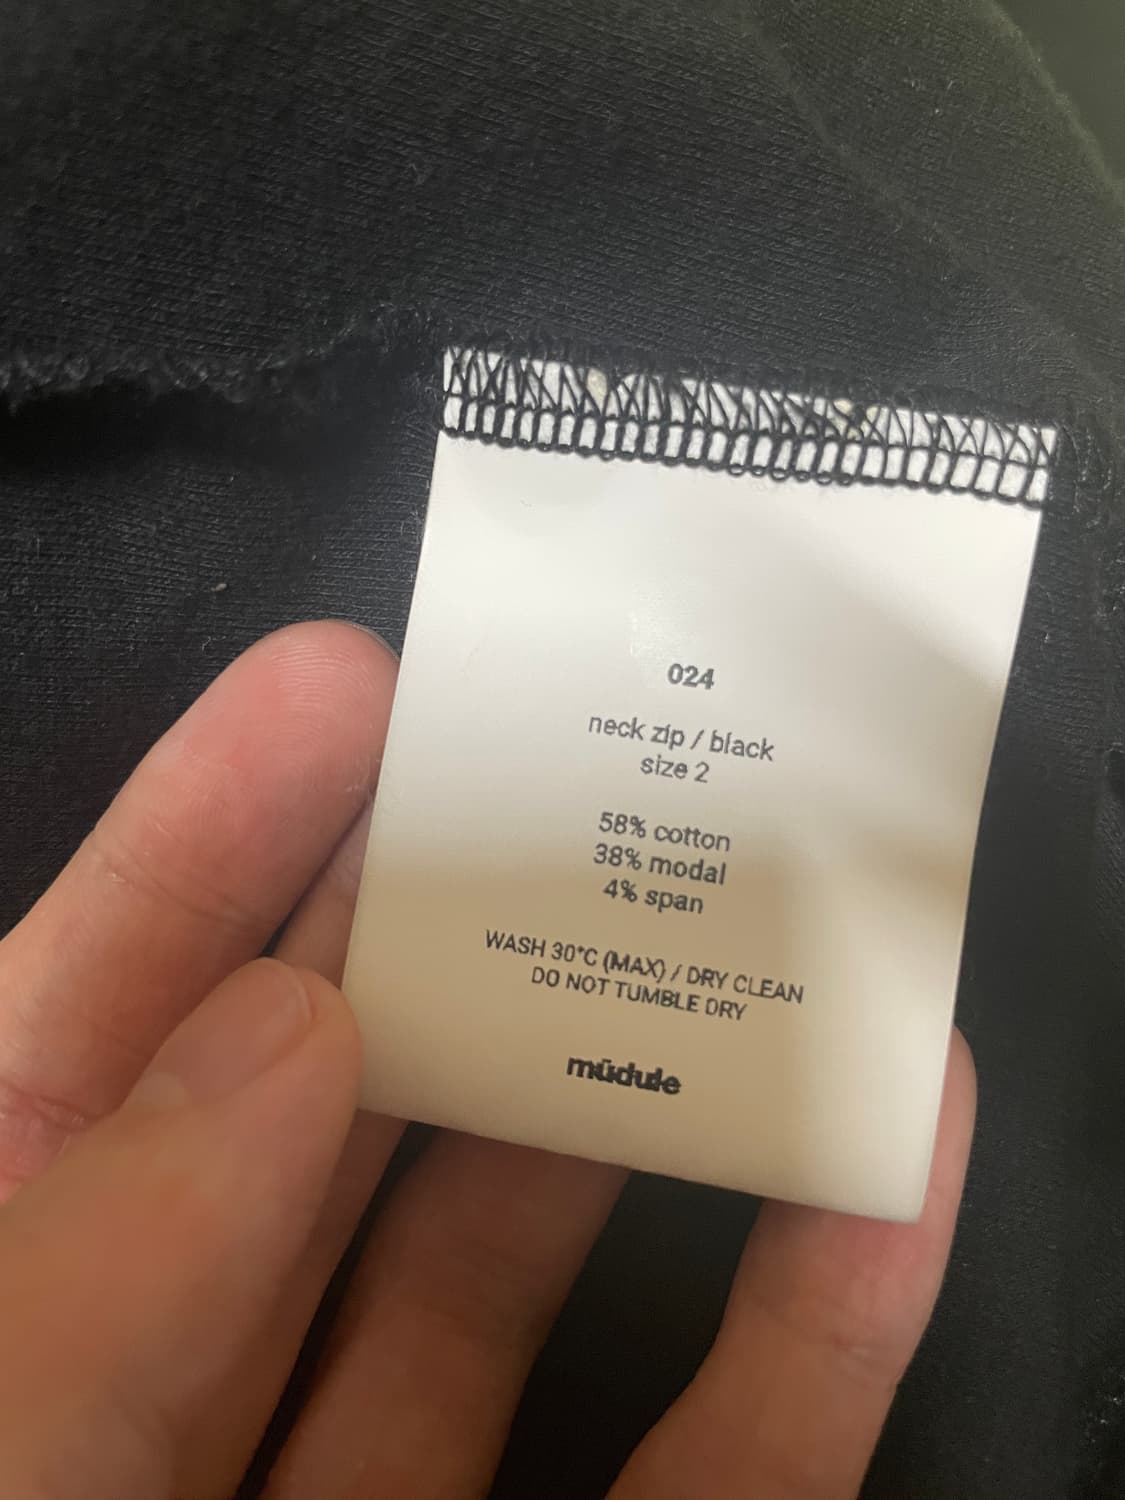 024
neck zip / black
size 2
58% cotton
38% modal
4% span
WASH 30°C (MAX) / DRY CLEAN
DO NOT TUMBLE DRY
mūdule